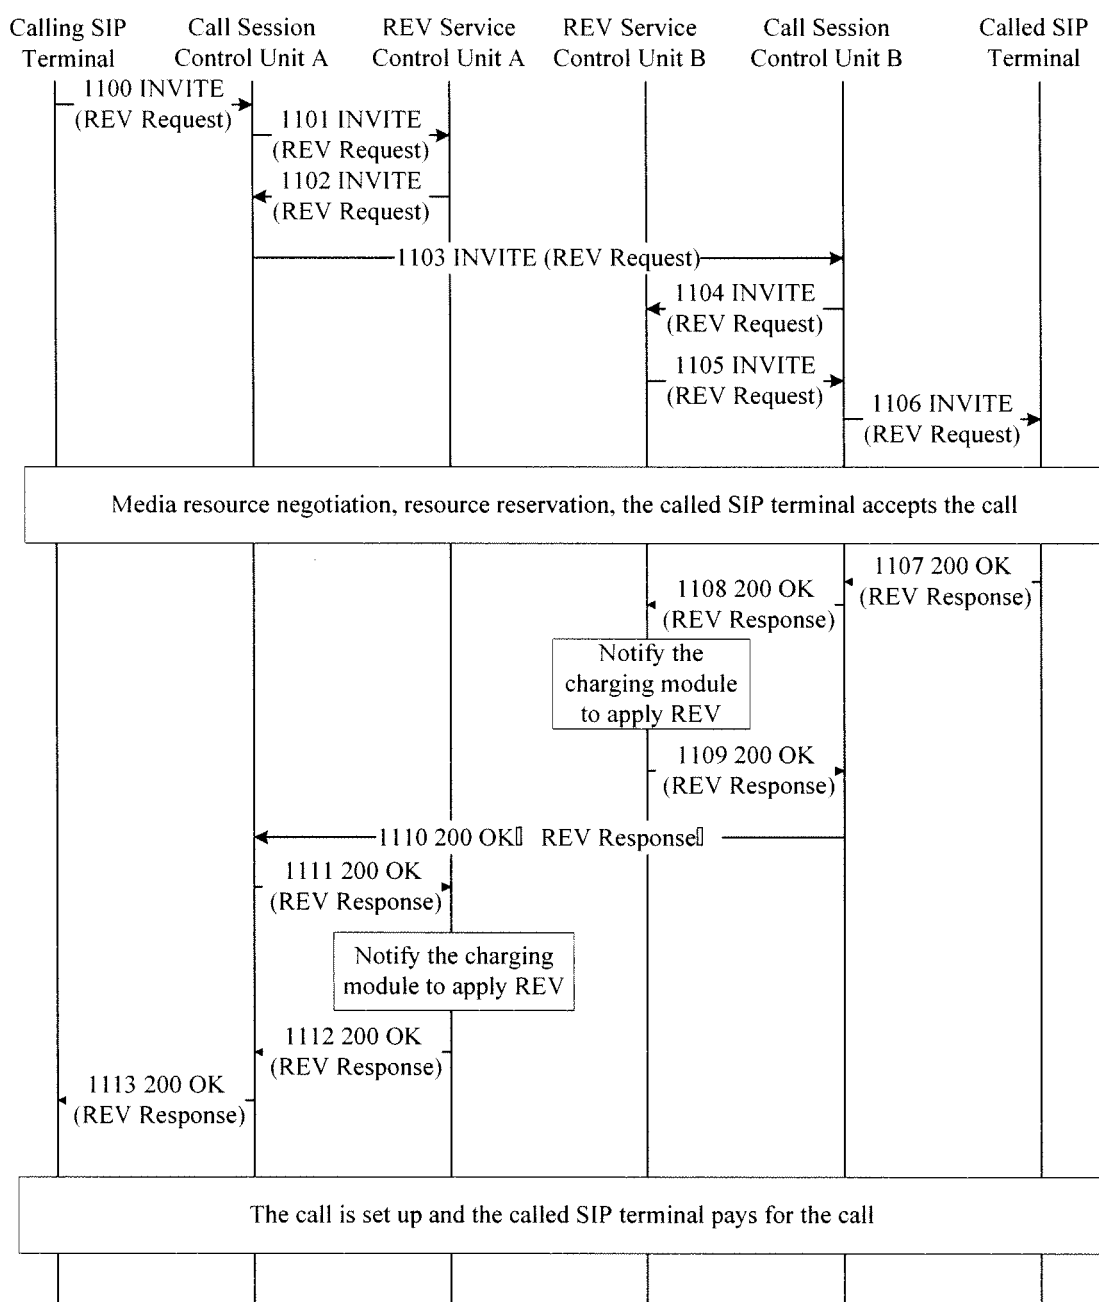 Calling SIP
Terminal
Call Session
Control Unit A
REV Service
Control Unit A
REV Service
Control Unit B
Call Session
Control Unit B
Called SIP
Terminal
1100 INVITE
(REV Request)
1101 INVITE
(REV Request)
1102 INVITE
(REV Request)
1103 INVITE (REV Request)
1104 INVITE
(REV Request)
1105 INVITE
(REV Request)
1106 INVITE
(REV Request)
Media resource negotiation, resource reservation, the called SIP terminal accepts the call
1107 200 OK
(REV Response)
1108 200 OK
(REV Response)
Notify the
charging module
to apply REV
1109 200 OK
(REV Response)
1110 200 OK▯ REV Response▯
1111 200 OK
(REV Response)
Notify the charging
module to apply REV
1112 200 OK
(REV Response)
1113 200 OK
(REV Response)
The call is set up and the called SIP terminal pays for the call